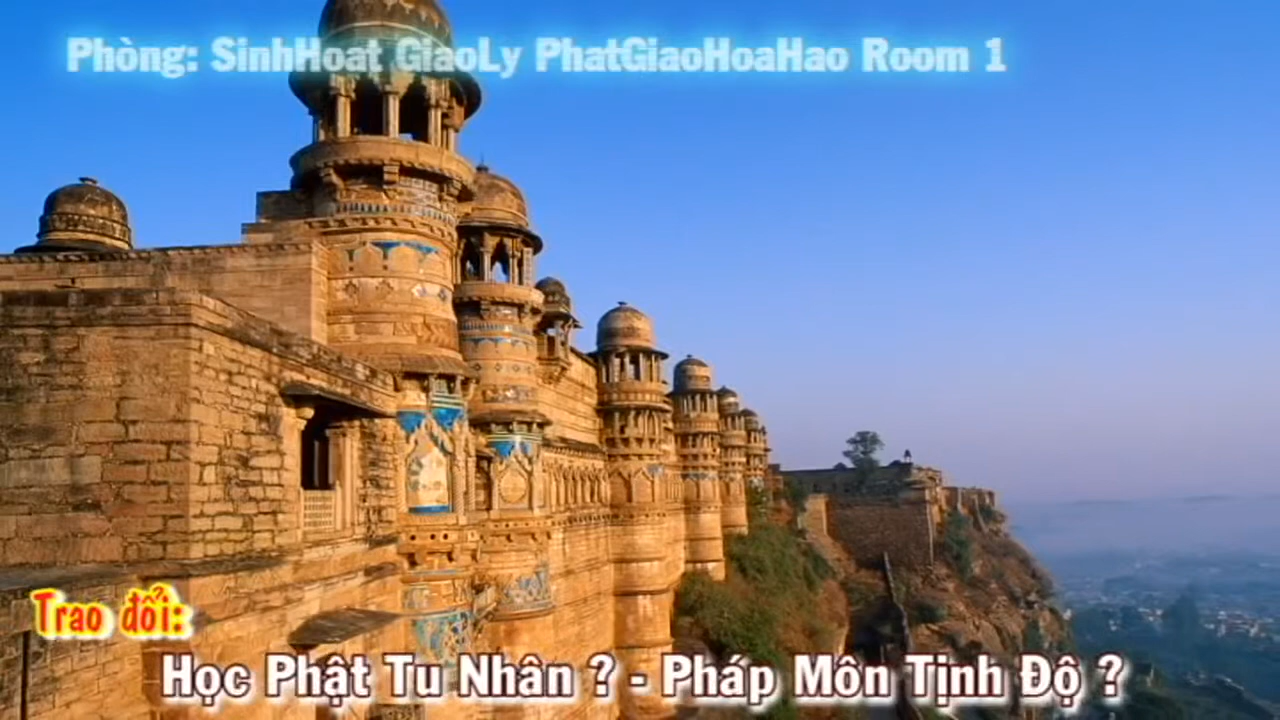 Phòng: SinhHoat GiaoLy PhatGiaoHoaHao Room 1
Trao đổi:
Học Phật Tu Nhân ? - Pháp Môn Tịnh Độ ?